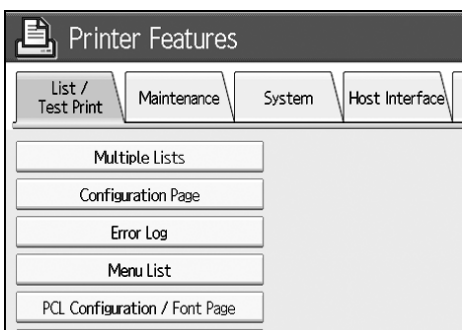 Printer Features
List /
Test Print
Maintenance
System
Host Interface
Multiple Lists
Configuration Page
Error Log
Menu List
PCL Configuration / Font Page